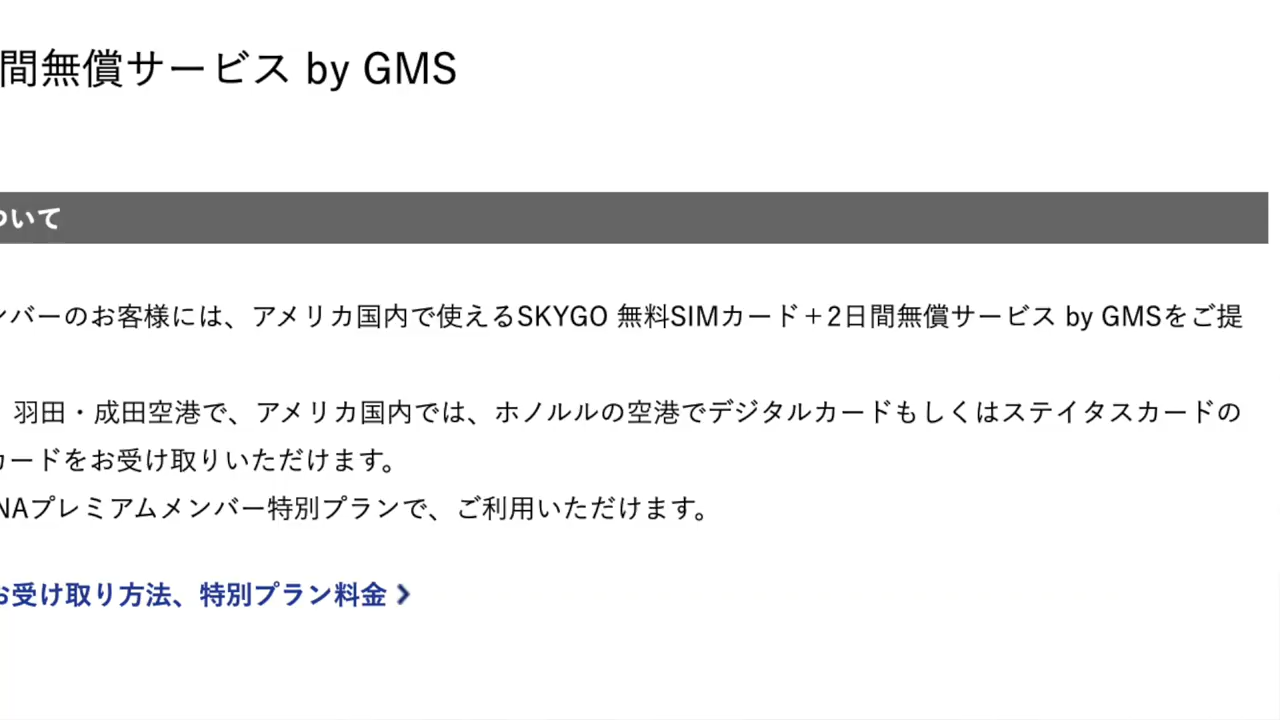 間無償サービス by GMS
ついて
ンバーのお客様には、アメリカ国内で使えるSKYGO 無料SIMカード＋2日間無償サービス by GMSをご提
羽田・成田空港で、アメリカ国内では、ホノルルの空港でデジタルカードもしくはステイタスカードの
カードをお受け取りいただけます。
NAプレミアムメンバー特別プランで、ご利用いただけます。
お受け取り方法、特別プラン料金